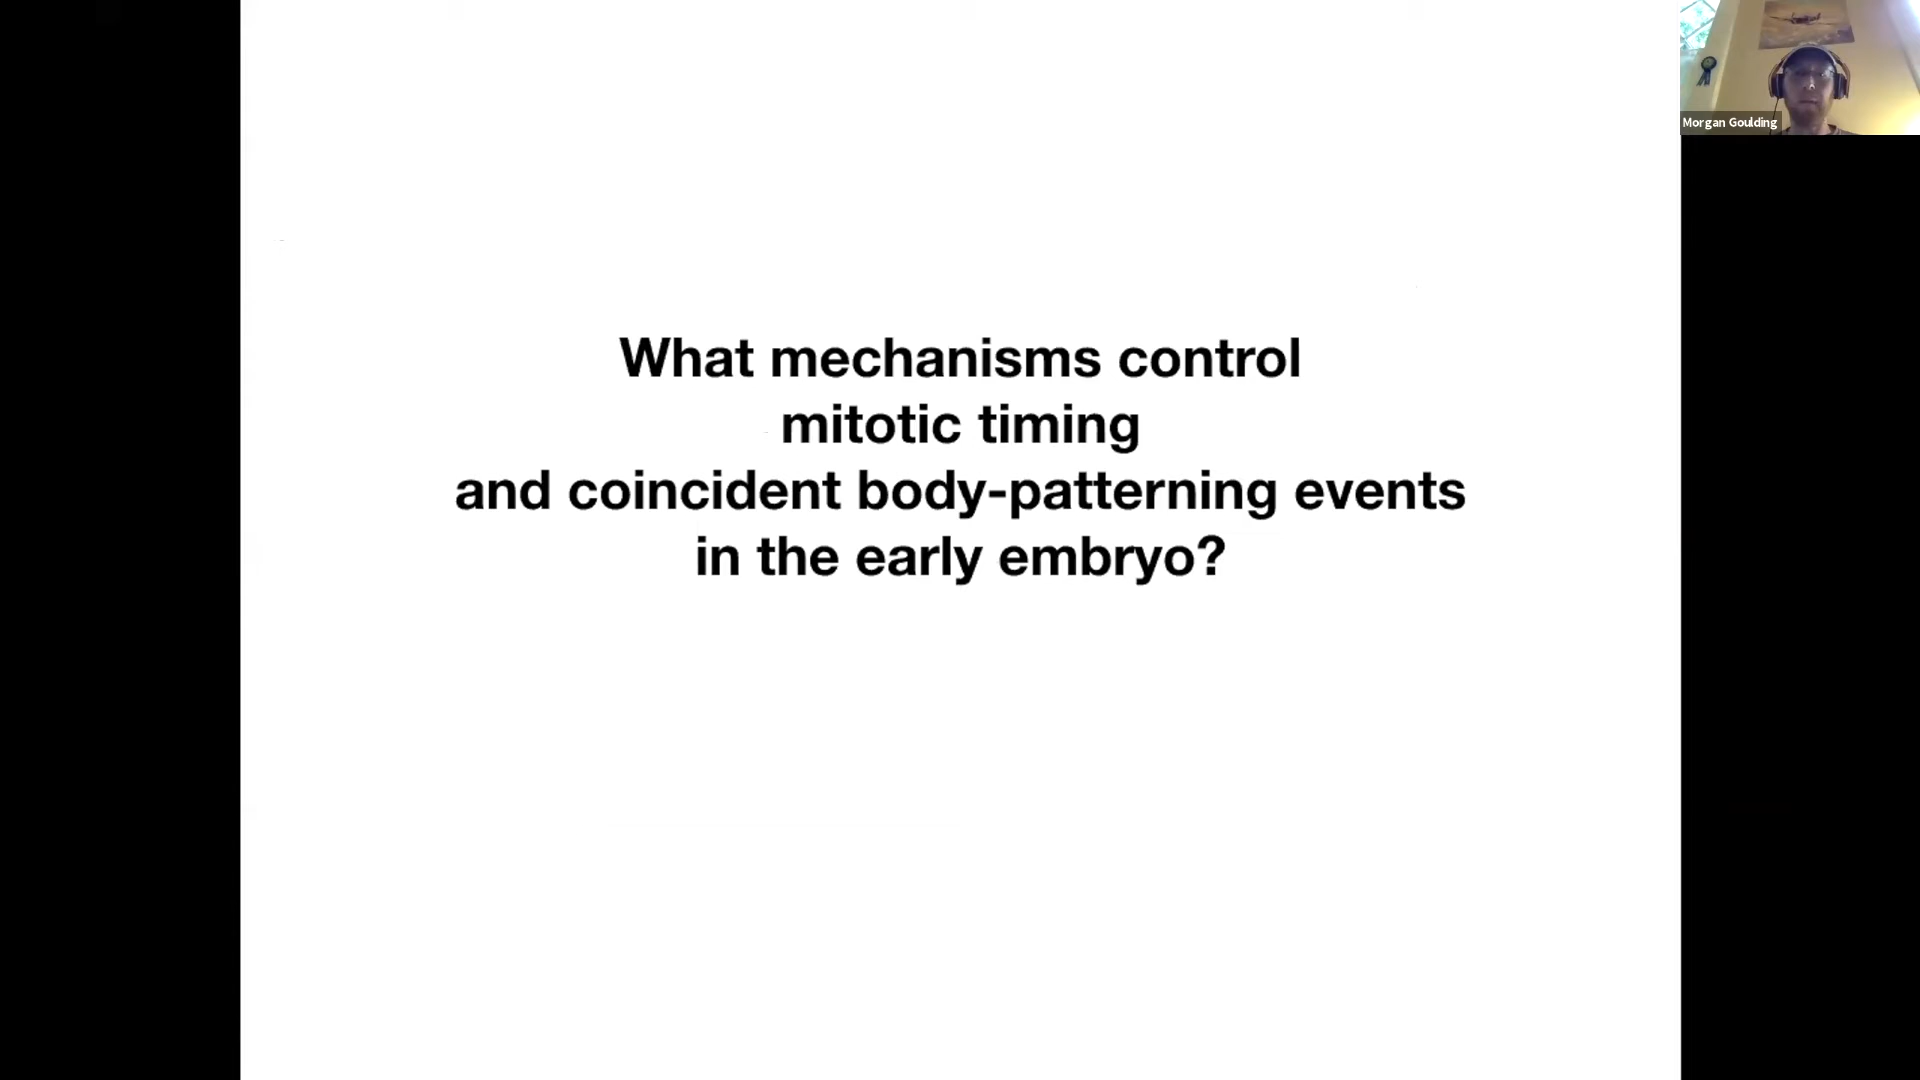 Morgan Goulding
What mechanisms control
mitotic timing
and coincident body-patterning events
in the early embryo?